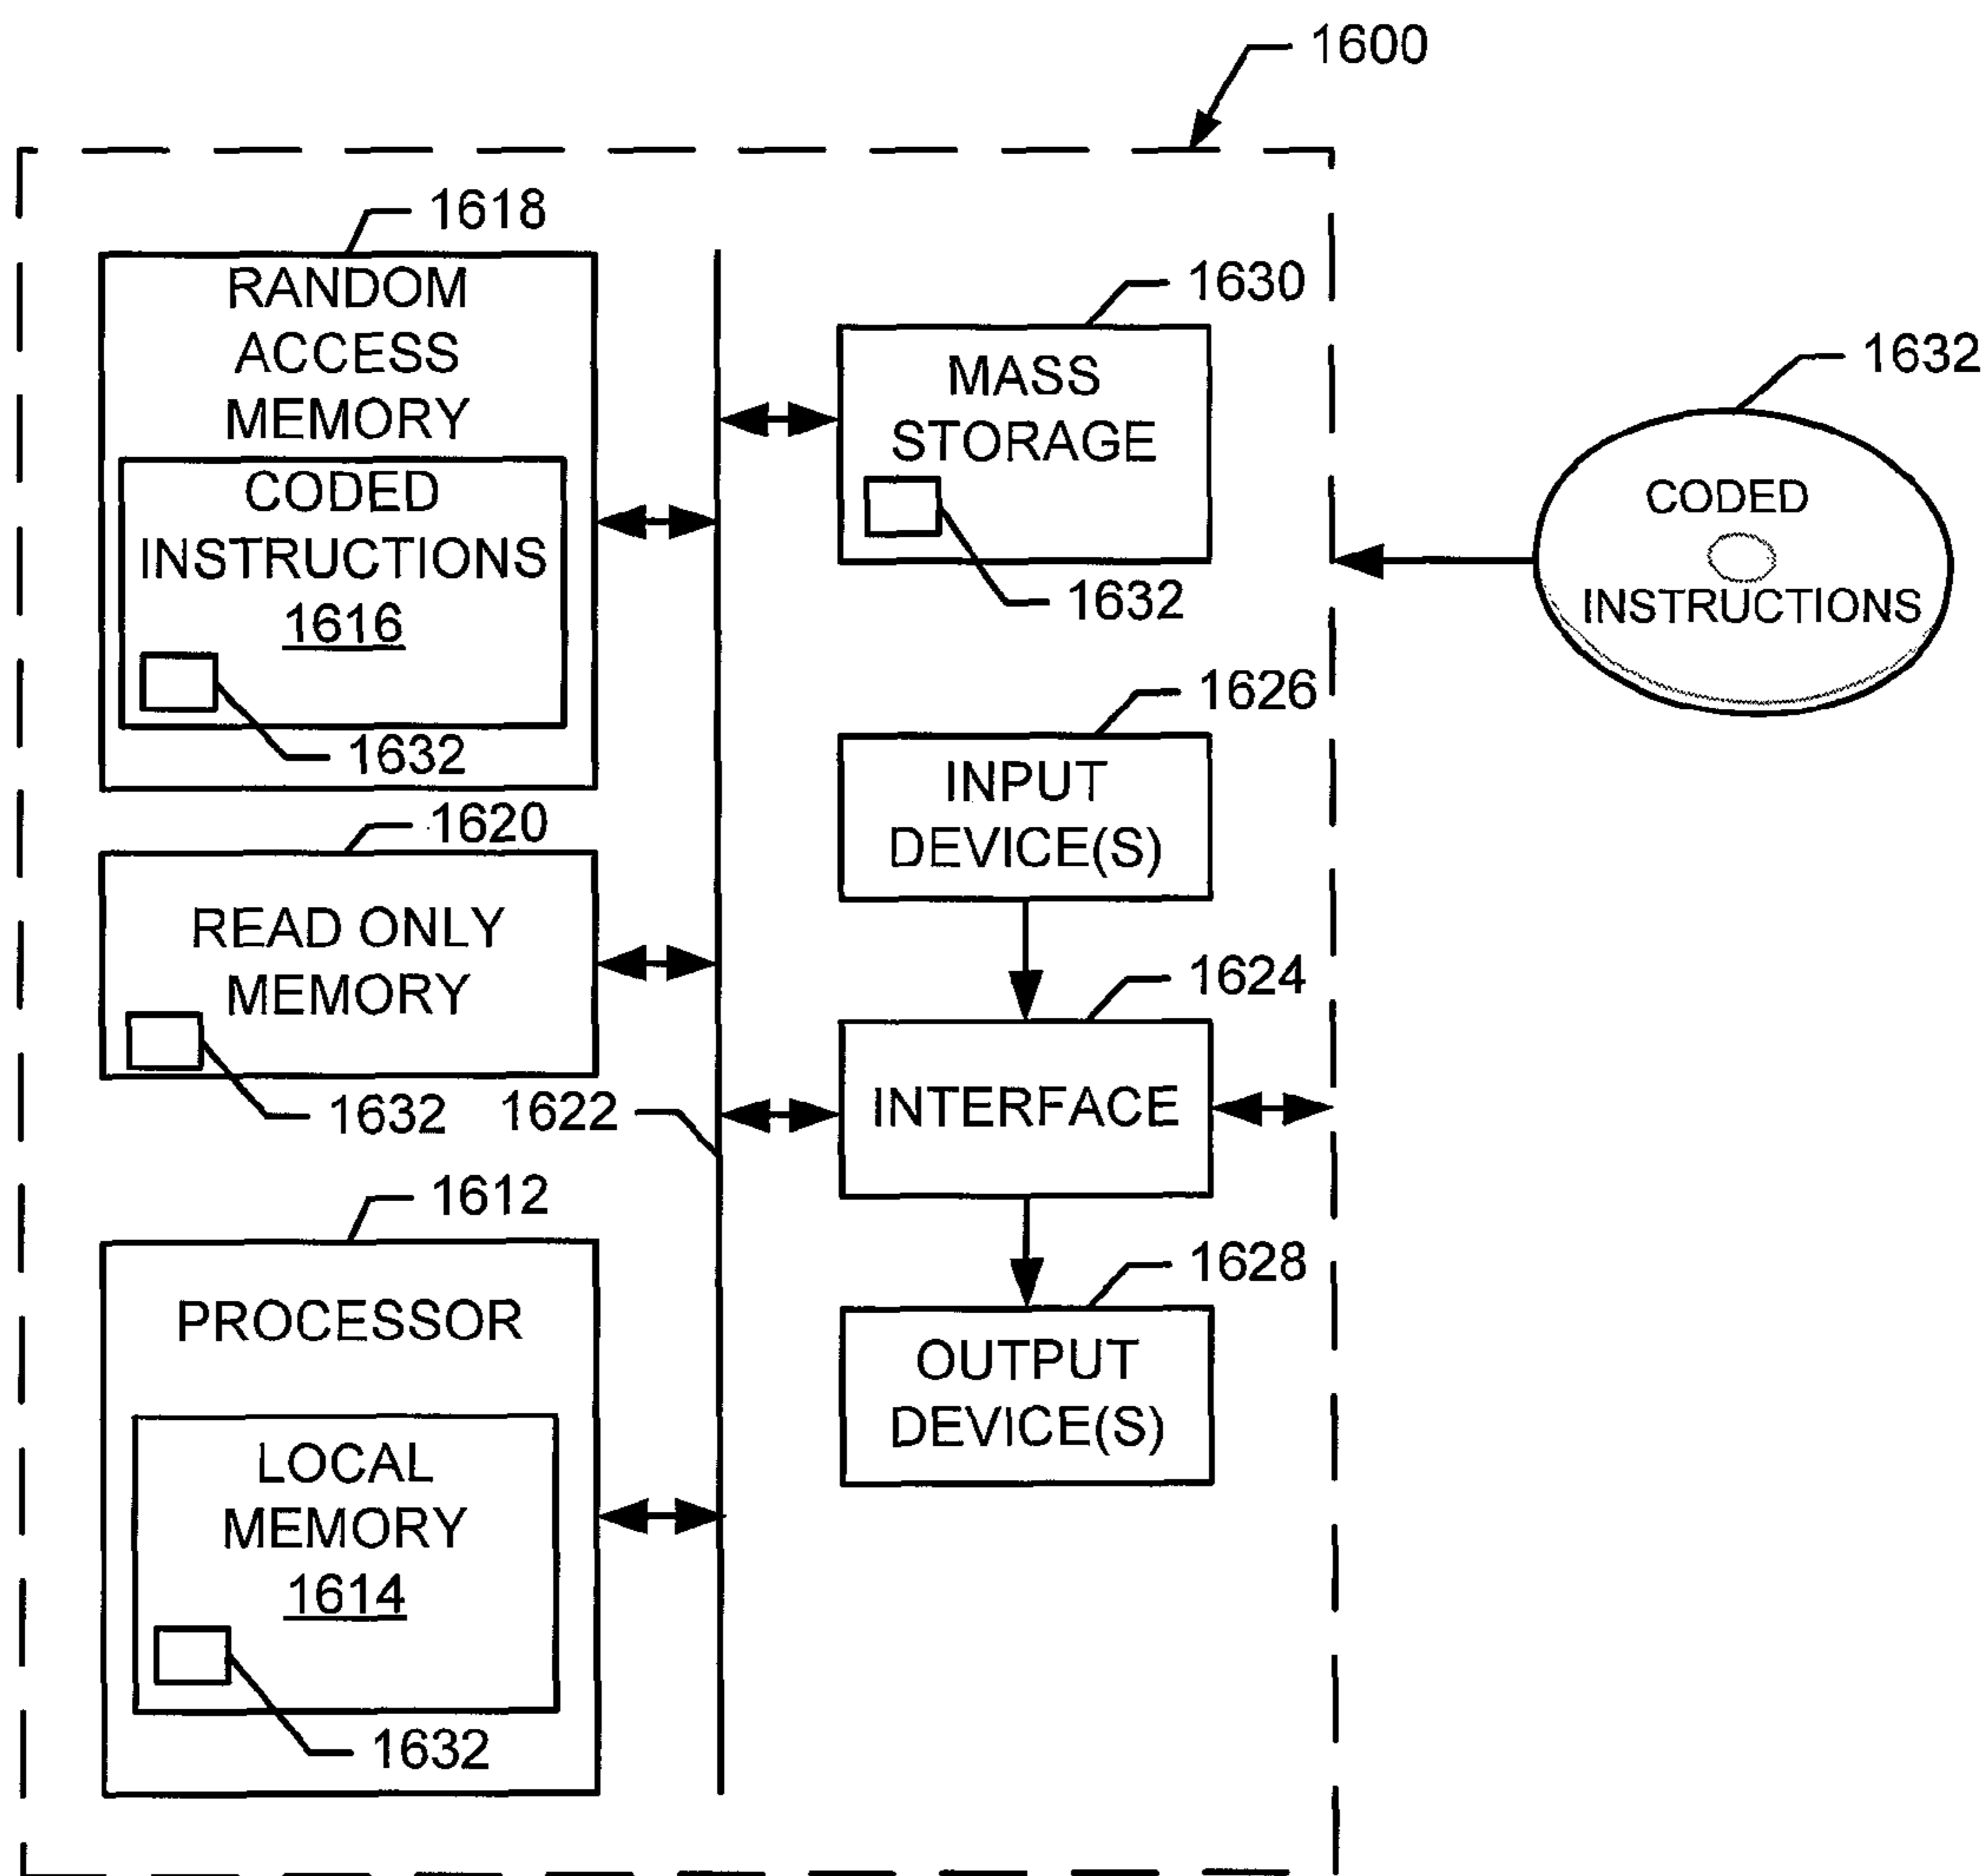 1600
1618
RANDOM
ACCESS
MEMORY
CODED
INSTRUCTIONS
1616
1632
1630
MASS
STORAGE
1632
1632
CODED
INSTRUCTIONS
1620
READ ONLY
MEMORY
1632
1622
1626
INPUT
DEVICE(S)
1624
INTERFACE
1612
PROCESSOR
LOCAL
MEMORY
1614
1632
1628
OUTPUT
DEVICE(S)